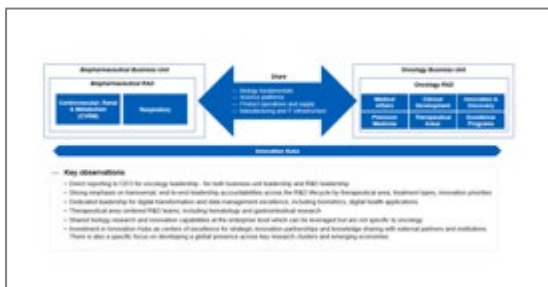 Biopharmaceutical Business Unit
Biopharmaceutical R&D
Cardiovascular, Renal
& Metabolism
(CVRM)
Respiratory
Share
Biology fundamentals
Science platforms
Product operations and supply
Manufacturing and IT infrastructure
Oncology Business Unit
Oncology R&D
Medical
Affairs
Clinical
Development
Innovation &
Discovery
Precision
Medicine
Therapeutical
Areas
Excellence
Programs
Innovation Hubs
Key observations
Direct reporting to CEO for oncology leadership, for both business unit leadership and R&D leadership
Strong emphasis on transversal, end-to-end leadership accountabilities across the R&D lifecycle by therapeutical area, treatment types, innovation priorities
Dedicated leadership for digital transformation and data management excellence, including biometrics, digital health applications
Therapeutical area centered R&D teams, including hematology and gastrointestinal research
Shared biology research and innovation capabilities at the enterprise level which can be leveraged but are not specific to oncology
Investment in Innovation Hubs as centers of excellence for strategic innovation partnerships and knowledge sharing with external partners and institutions.
There is also a specific focus on developing a global presence across key research clusters and emerging economies